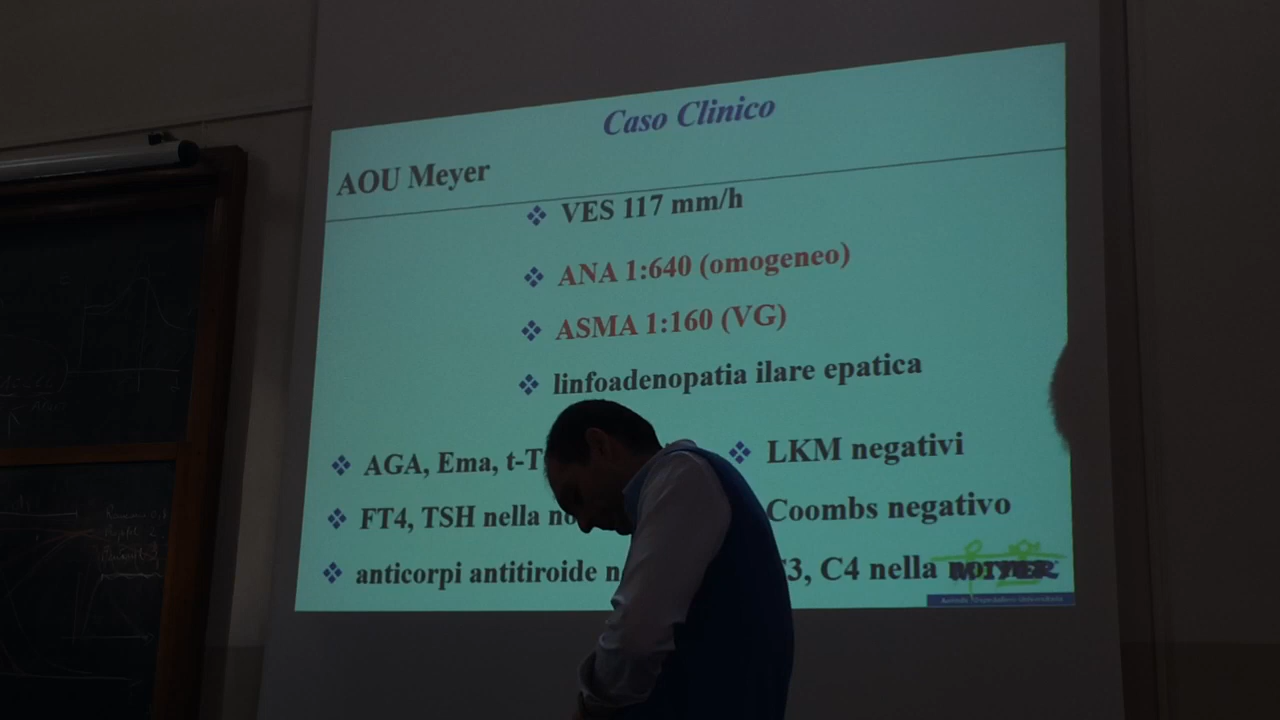 Caso Clinico
AOU Meyer
VES 117 mm/h
ANA 1:640 (omogeneo)
ASMA 1:160 (VG)
linfoadenopatia ilare epatica
AGA, Ema, t-T
LKM negativi
FT4, TSH nella
Coombs negativo
anticorpi antitiroide
C4 nella